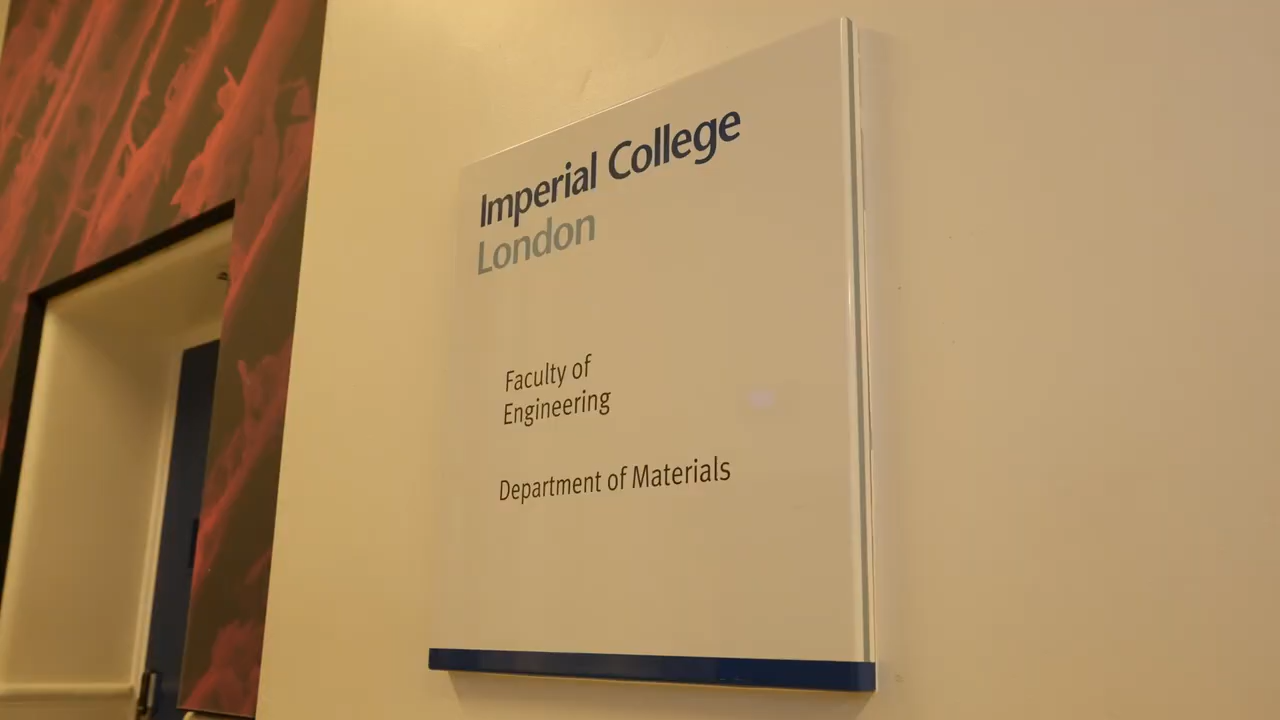 Imperial College
London
Faculty of
Engineering
Department of Materials